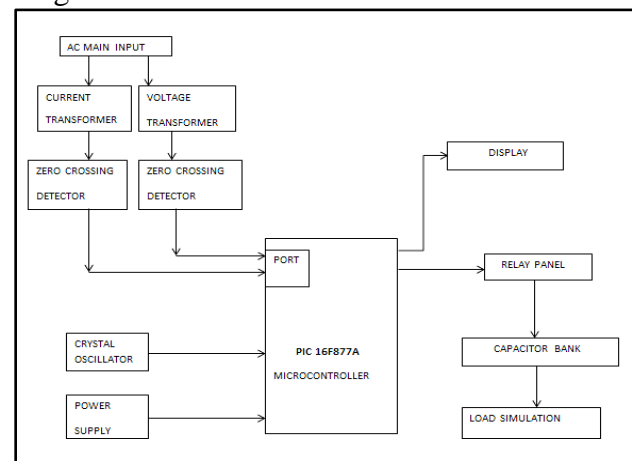 AC MAIN INPUT
CURRENT
TRANSFORMER
VOLTAGE
TRANSFORMER
ZERO CROSSING
DETECTOR
ZERO CROSSING
DETECTOR
DISPLAY
PORT
RELAY PANEL
CRYSTAL
OSCILLATOR
PIC 16F877A
MICROCONTROLLER
CAPACITOR BANK
POWER
SUPPLY
LOAD SIMULATION